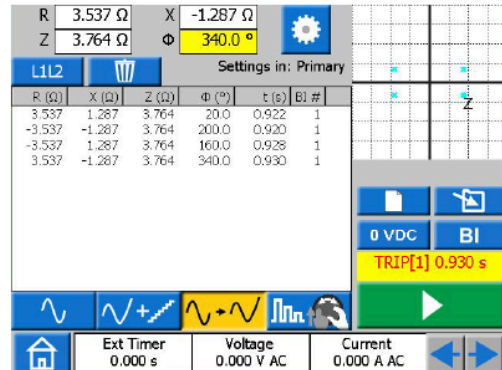 R 3.537 Ω X -1.287 Ω
Z 3.764 Ω Φ 340.0 °
L1L2 Settings in: Primary
R (Ω) X (Ω) Z (Ω) Φ (°) t (s) BI #
3.537 1.287 3.764 20.0 0.922 1
-3.537 -1.287 3.764 200.0 0.920 1
-3.537 1.287 3.764 160.0 0.928 1
3.537 -1.287 3.764 340.0 0.930 1
Z
0 VDC BI
TRIP[1] 0.930 s
Ext Timer Voltage Current
0.000 s 0.000 V AC 0.000 A AC